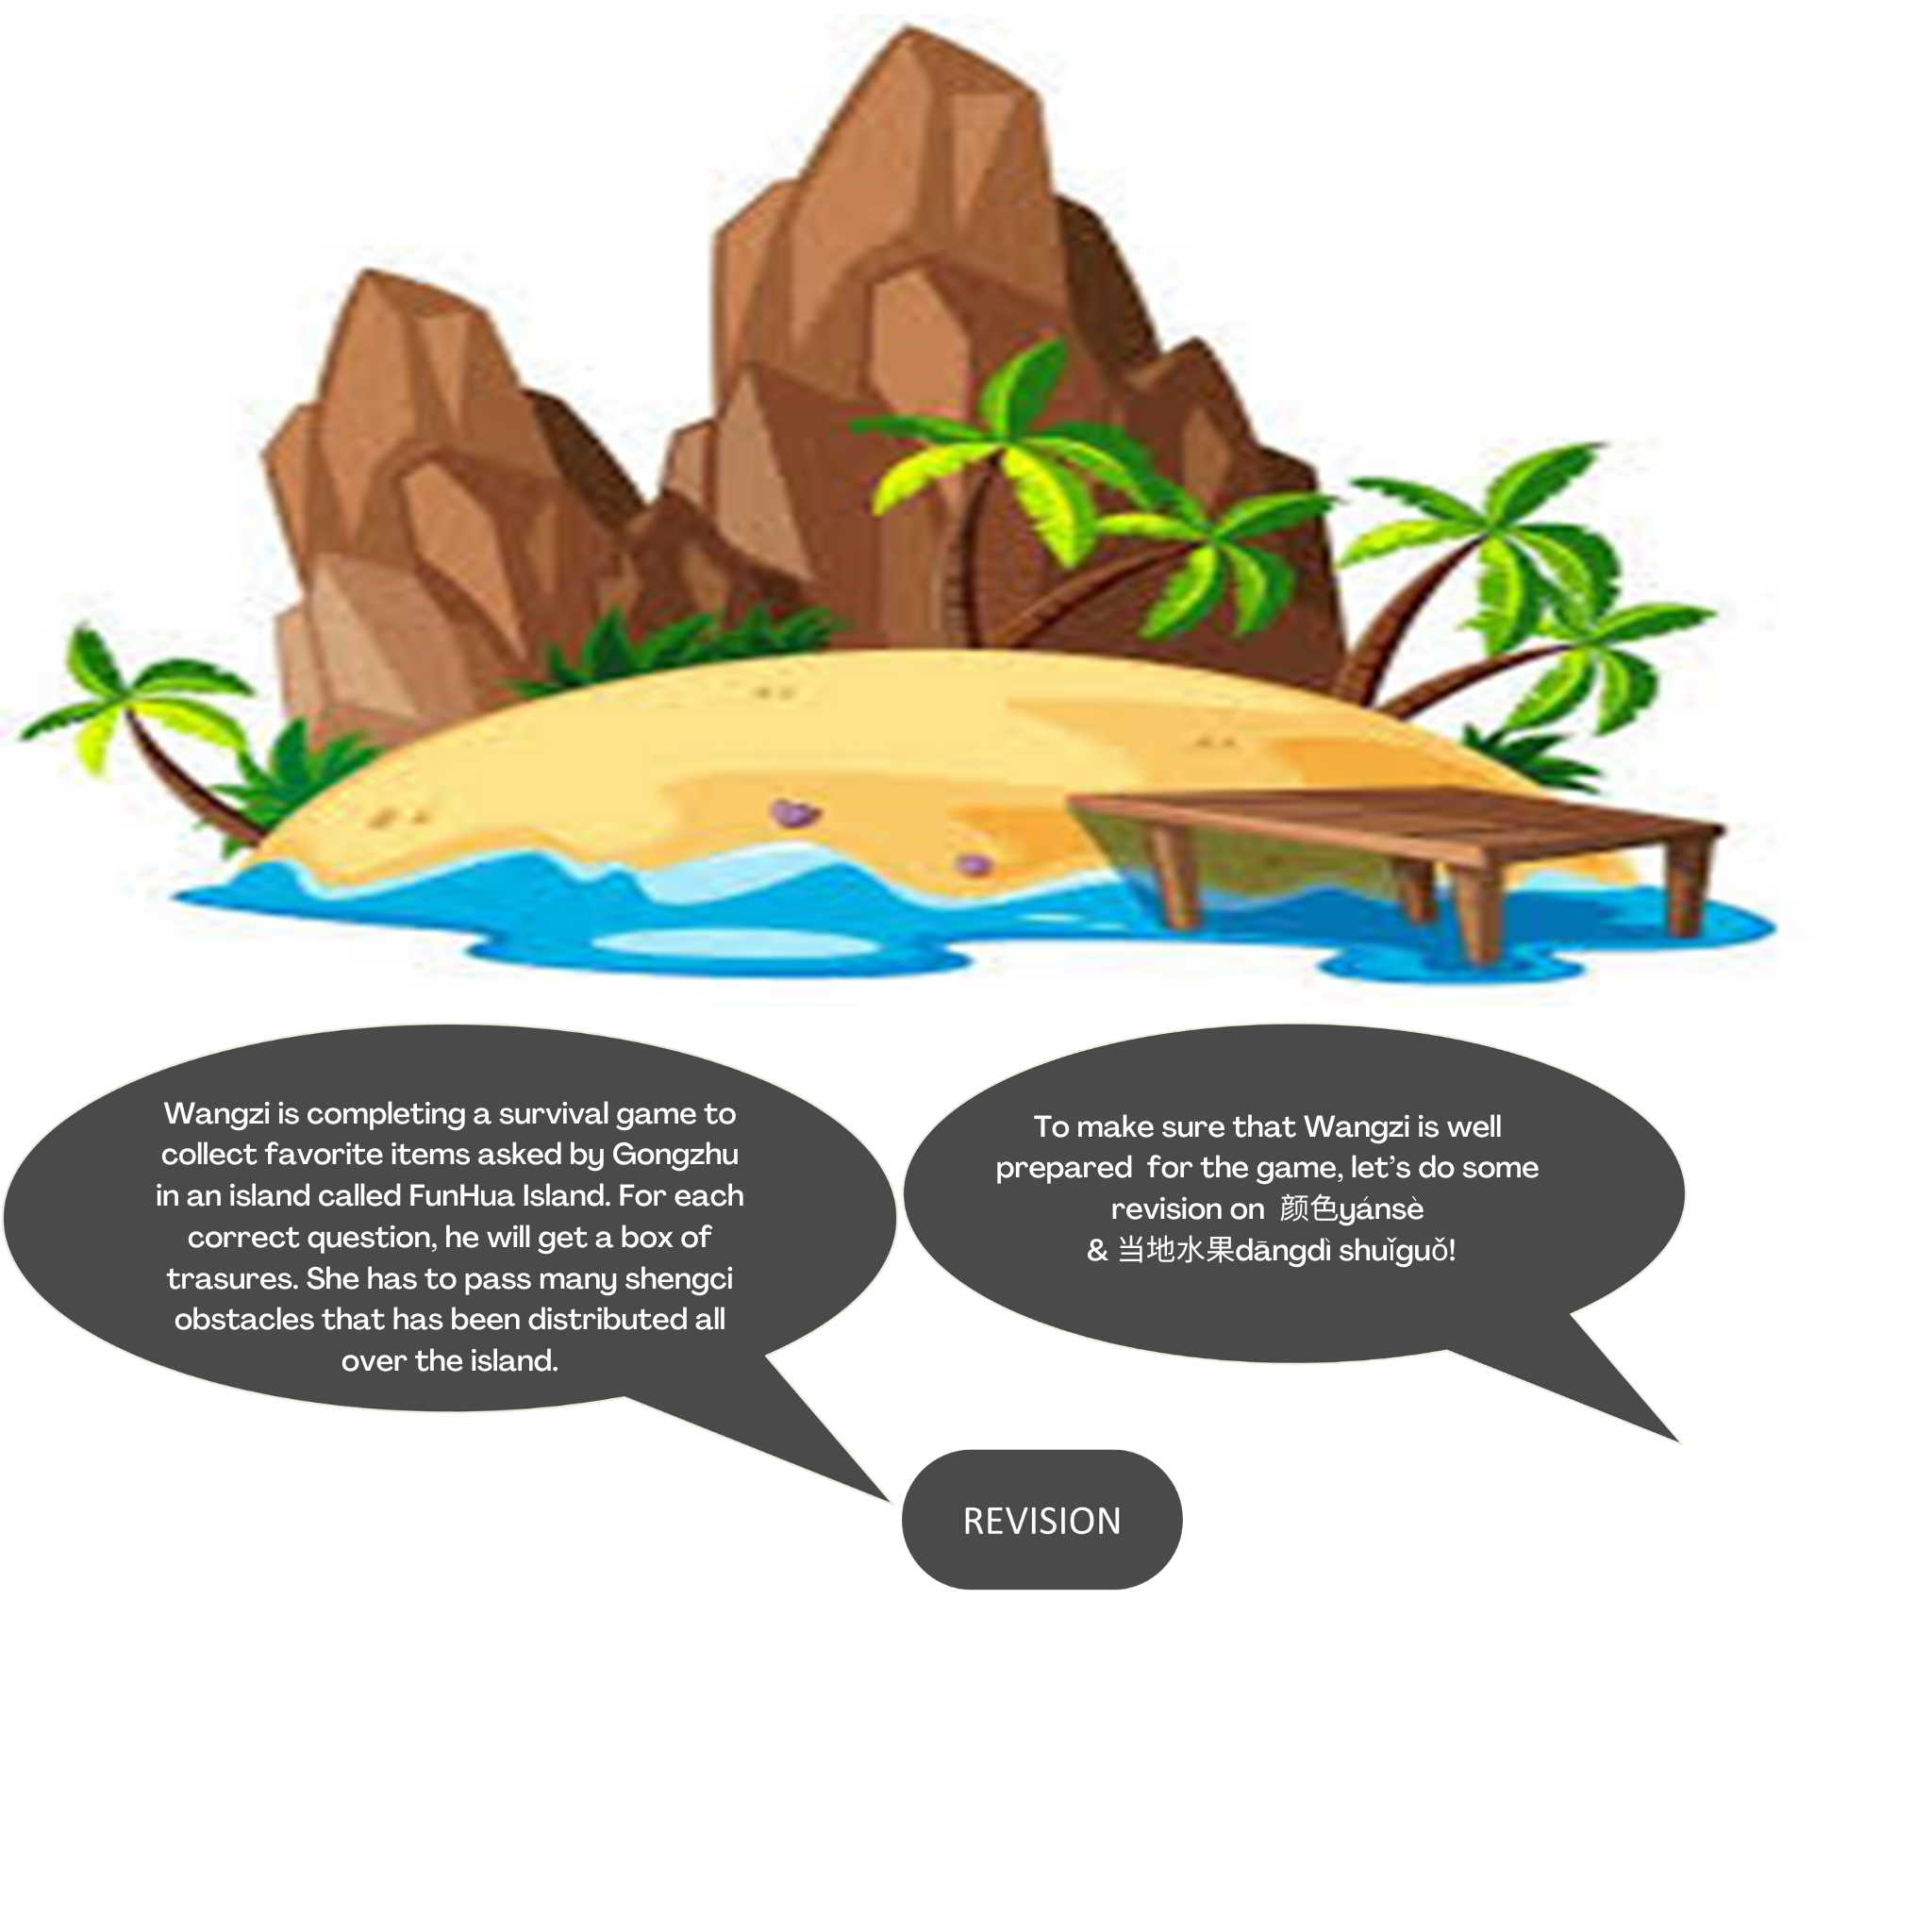 Wangzi is completing a survival game to
collect favorite items asked by Gongzhu
in an island called FunHua Island. For each
correct question, he will get a box of
trasures. She has to pass many shengci
obstacles that has been distributed all
over the island.
To make sure that Wangzi is well
prepared  for the game, let's do some
revision on  颜色yánsè
& 当地水果dāngdì shuǐguǒ!
REVISION